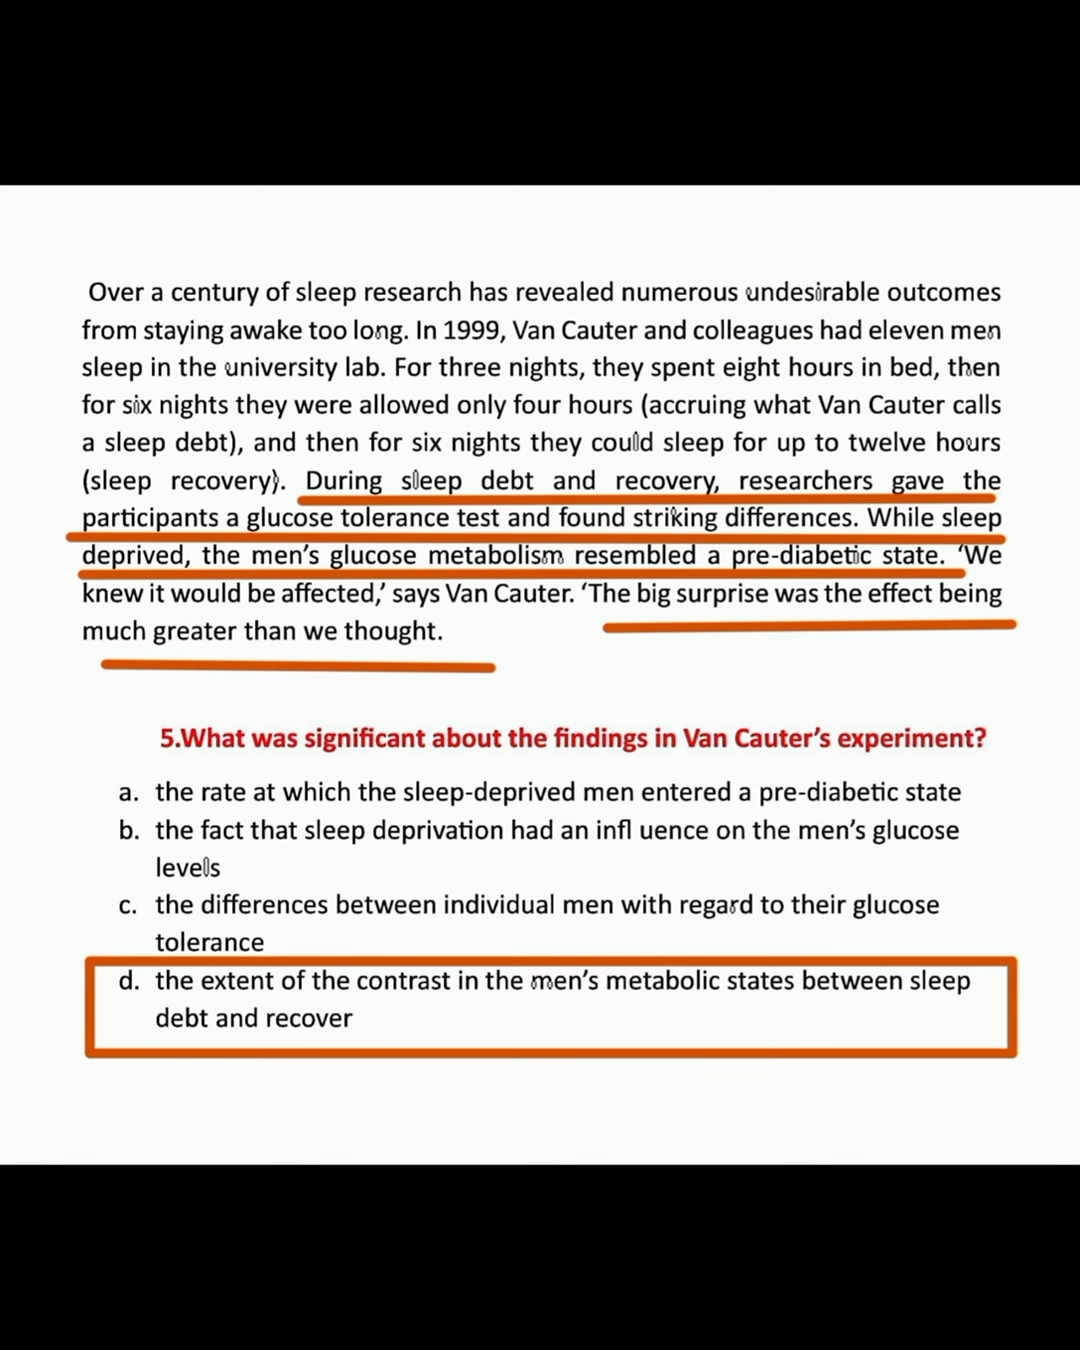 Over a century of sleep research has revealed numerous undesirable outcomes
from staying awake too long. In 1999, Van Cauter and colleagues had eleven men
sleep in the university lab. For three nights, they spent eight hours in bed, then
for six nights they were allowed only four hours (accruing what Van Cauter calls
a sleep debt), and then for six nights they could sleep for up to twelve hours
(sleep recovery). During sleep debt and recovery, researchers gave the
participants a glucose tolerance test and found striking differences. While sleep
deprived, the men’s glucose metabolism resembled a pre-diabetic state. ‘We
knew it would be affected,’ says Van Cauter. ‘The big surprise was the effect being
much greater than we thought.
5.What was significant about the findings in Van Cauter’s experiment?
a. the rate at which the sleep-deprived men entered a pre-diabetic state
b. the fact that sleep deprivation had an infl uence on the men’s glucose
levels
c. the differences between individual men with regard to their glucose
tolerance
d. the extent of the contrast in the men’s metabolic states between sleep
debt and recover